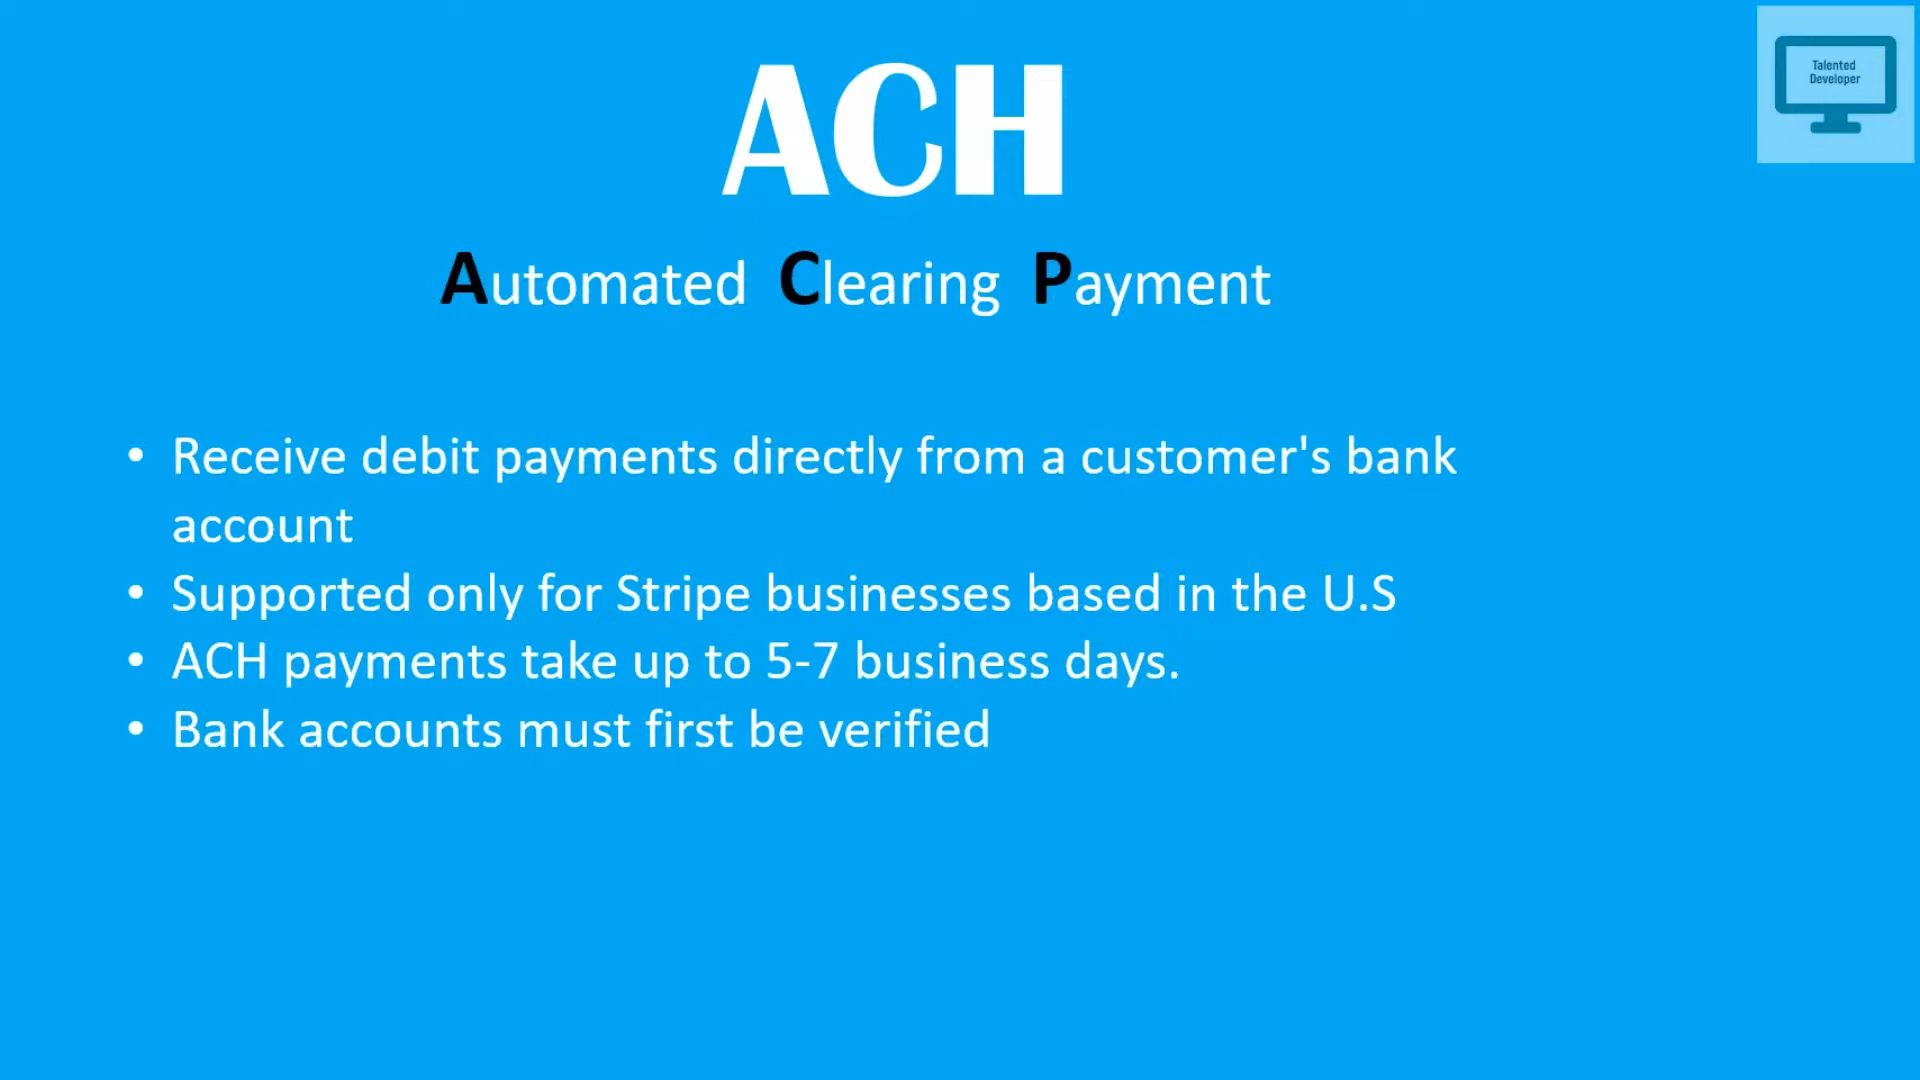 Talented
Developer
ACH
Automated Clearing Payment
• Receive debit payments directly from a customer's bank
account
• Supported only for Stripe businesses based in the U.S
• ACH payments take up to 5-7 business days.
• Bank accounts must first be verified